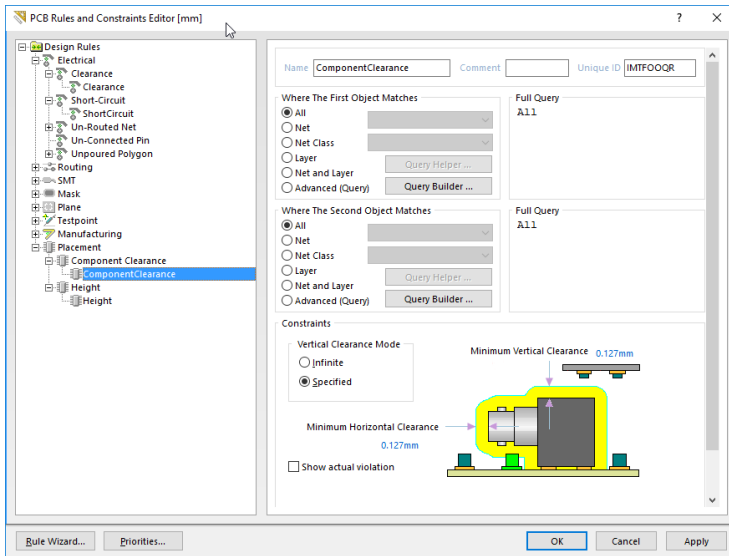 PCB Rules and Constraints Editor [mm]
?
Design Rules
Electrical
Clearance
Clearance
Short-Circuit
ShortCircuit
Un-Routed Net
Un-Connected Pin
Unpoured Polygon
Routing
SMT
Mask
Plane
Testpoint
Manufacturing
Placement
Component Clearance
ComponentClearance
Height
Height
Name ComponentClearance Comment Unique ID IMTFOOQR
Where The First Object Matches
All
Net
Net Class
Layer
Net and Layer
Advanced (Query)
Query Helper ...
Query Builder ...
Full Query
All
Where The Second Object Matches
All
Net
Net Class
Layer
Net and Layer
Advanced (Query)
Query Helper ...
Query Builder ...
Full Query
All
Constraints
Vertical Clearance Mode
Infinite
Specified
Minimum Vertical Clearance 0.127mm
Minimum Horizontal Clearance
0.127mm
Show actual violation
Rule Wizard... Priorities... OK Cancel Apply